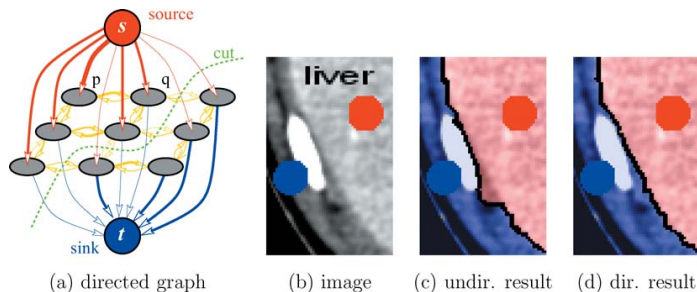 s
source
cut
p
q
sink
t
liver
(a) directed graph
(b) image
(c) undir. result
(d) dir. result